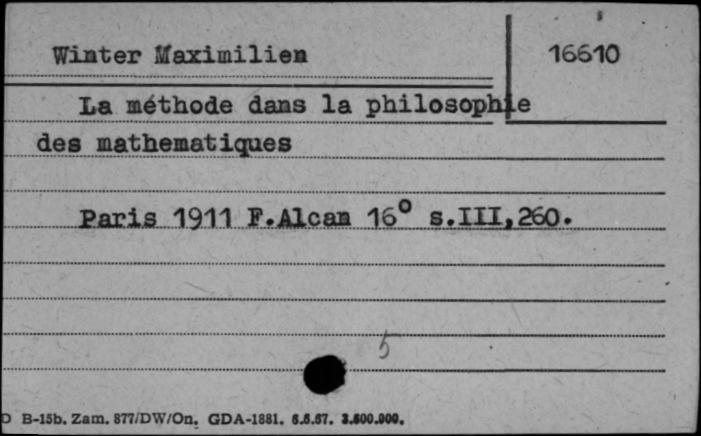 Winter Maximilien 16610
La méthode dans la philosophie
des mathematiques
Paris 1911 F.Alcan 16° s.III,260.
5
D B-15b. Zam. 877/DW/On. GDA-1881. 6.6.67. 3.600.000.